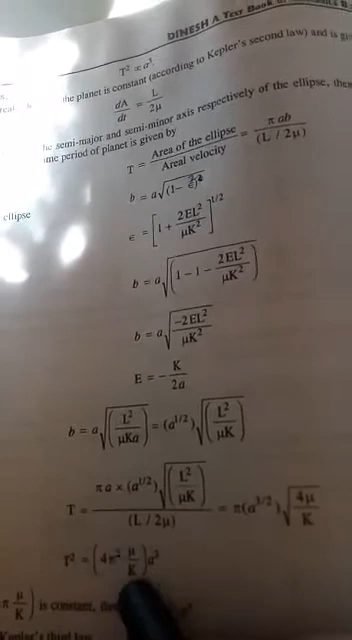 DINESH A Text Book
T² ∝ a³.
the planet is constant (according to Kepler's second law) and is
dA/dt = L/2μ
semi-major and semi-minor axis respectively of the ellipse, then
time period of planet is given by
T = Area of the ellipse / Areal velocity = π ab / (L / 2μ)
b = a√(1 – ε²)
ellipse
ε = [1 + 2EL²/μK²]^1/2
b = a√(1 – 1 – 2EL²/μK²)
b = a√(–2EL²/μK²)
E = – K/2a
b = a√(L²/μKa) = (a^1/2)√(L²/μK)
T = π a × (a^1/2)√(L²/μK) / (L / 2μ) = π(a^3/2)√(4μ/K)
T² = (4π² μ/K) a³
π μ/K) is constant,
Kepler's third law